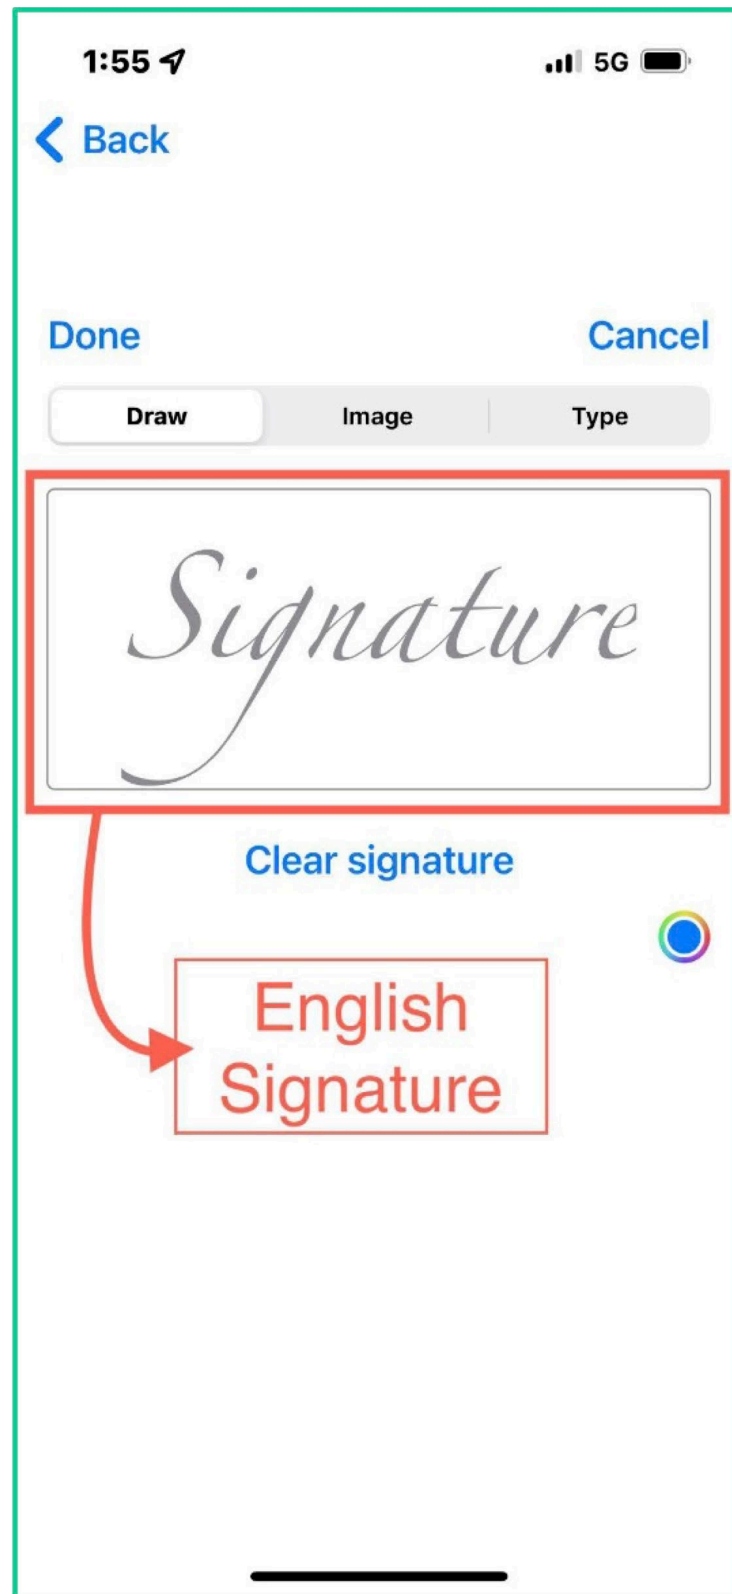 1:55 5G
Back
Done Cancel
Draw Image Type
Signature
Clear signature
English
Signature